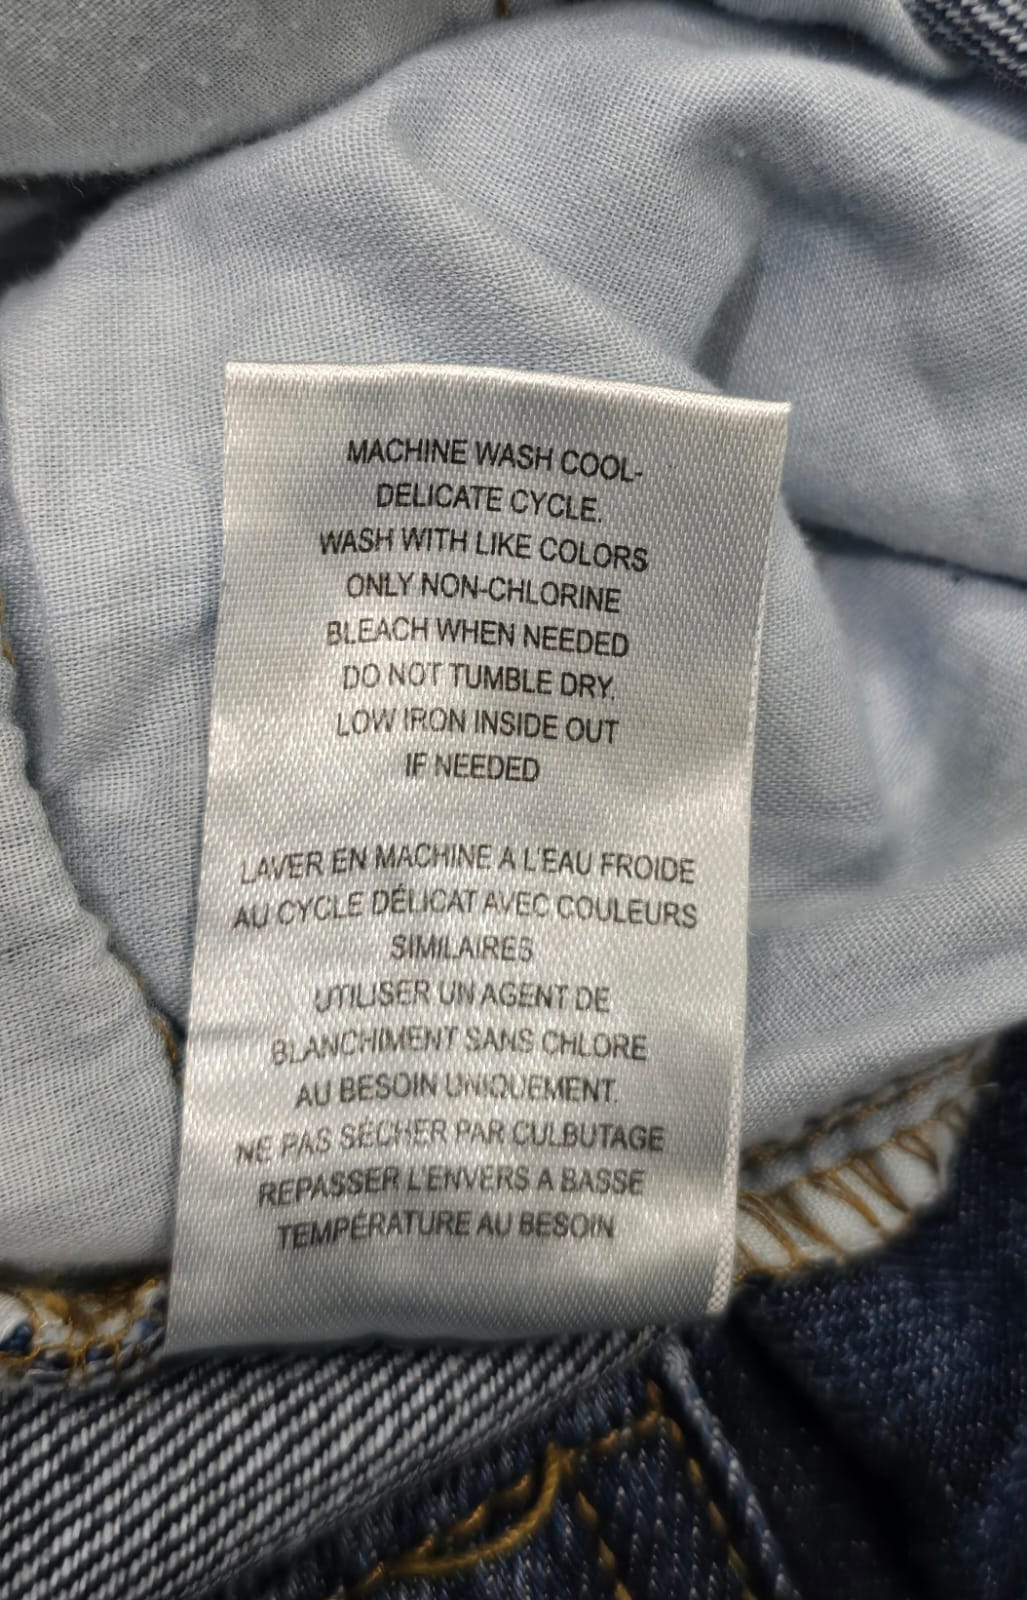 MACHINE WASH COOL-
DELICATE CYCLE.
WASH WITH LIKE COLORS
ONLY NON-CHLORINE
BLEACH WHEN NEEDED
DO NOT TUMBLE DRY.
LOW IRON INSIDE OUT
IF NEEDED
LAVER EN MACHINE A L'EAU FROIDE
AU CYCLE DÉLICAT AVEC COULEURS
SIMILAIRES
UTILISER UN AGENT DE
BLANCHIMENT SANS CHLORE
AU BESOIN UNIQUEMENT.
NE PAS SÉCHER PAR CULBUTAGE
REPASSER L'ENVERS A BASSE
TEMPÉRATURE AU BESOIN